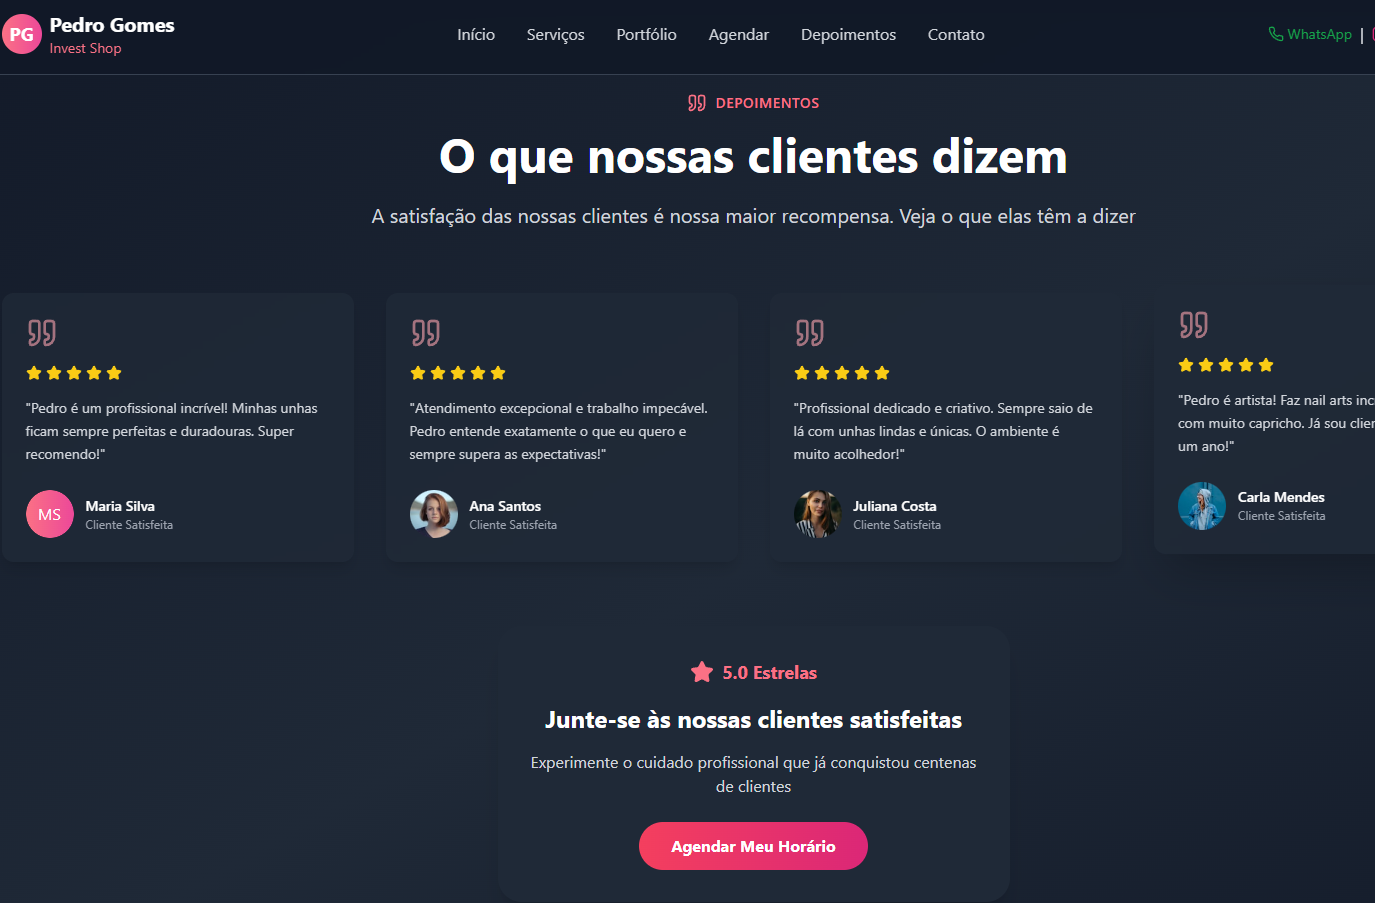 PG
Pedro Gomes
Invest Shop
Início Serviços Portfólio Agendar Depoimentos Contato
WhatsApp |
DEPOIMENTOS
O que nossas clientes dizem
A satisfação das nossas clientes é nossa maior recompensa. Veja o que elas têm a dizer
"Pedro é um profissional incrível! Minhas unhas
ficam sempre perfeitas e duradouras. Super
recomendo!"
MS
Maria Silva
Cliente Satisfeita
"Atendimento excepcional e trabalho impecável.
Pedro entende exatamente o que eu quero e
sempre supera as expectativas!"
Ana Santos
Cliente Satisfeita
"Profissional dedicado e criativo. Sempre saio de
lá com unhas lindas e únicas. O ambiente é
muito acolhedor!"
Juliana Costa
Cliente Satisfeita
"Pedro é artista! Faz nail arts
com muito capricho. Já sou
um ano!"
Carla Mendes
Cliente Satisfeita
5.0 Estrelas
Junte-se às nossas clientes satisfeitas
Experimente o cuidado profissional que já conquistou centenas
de clientes
Agendar Meu Horário